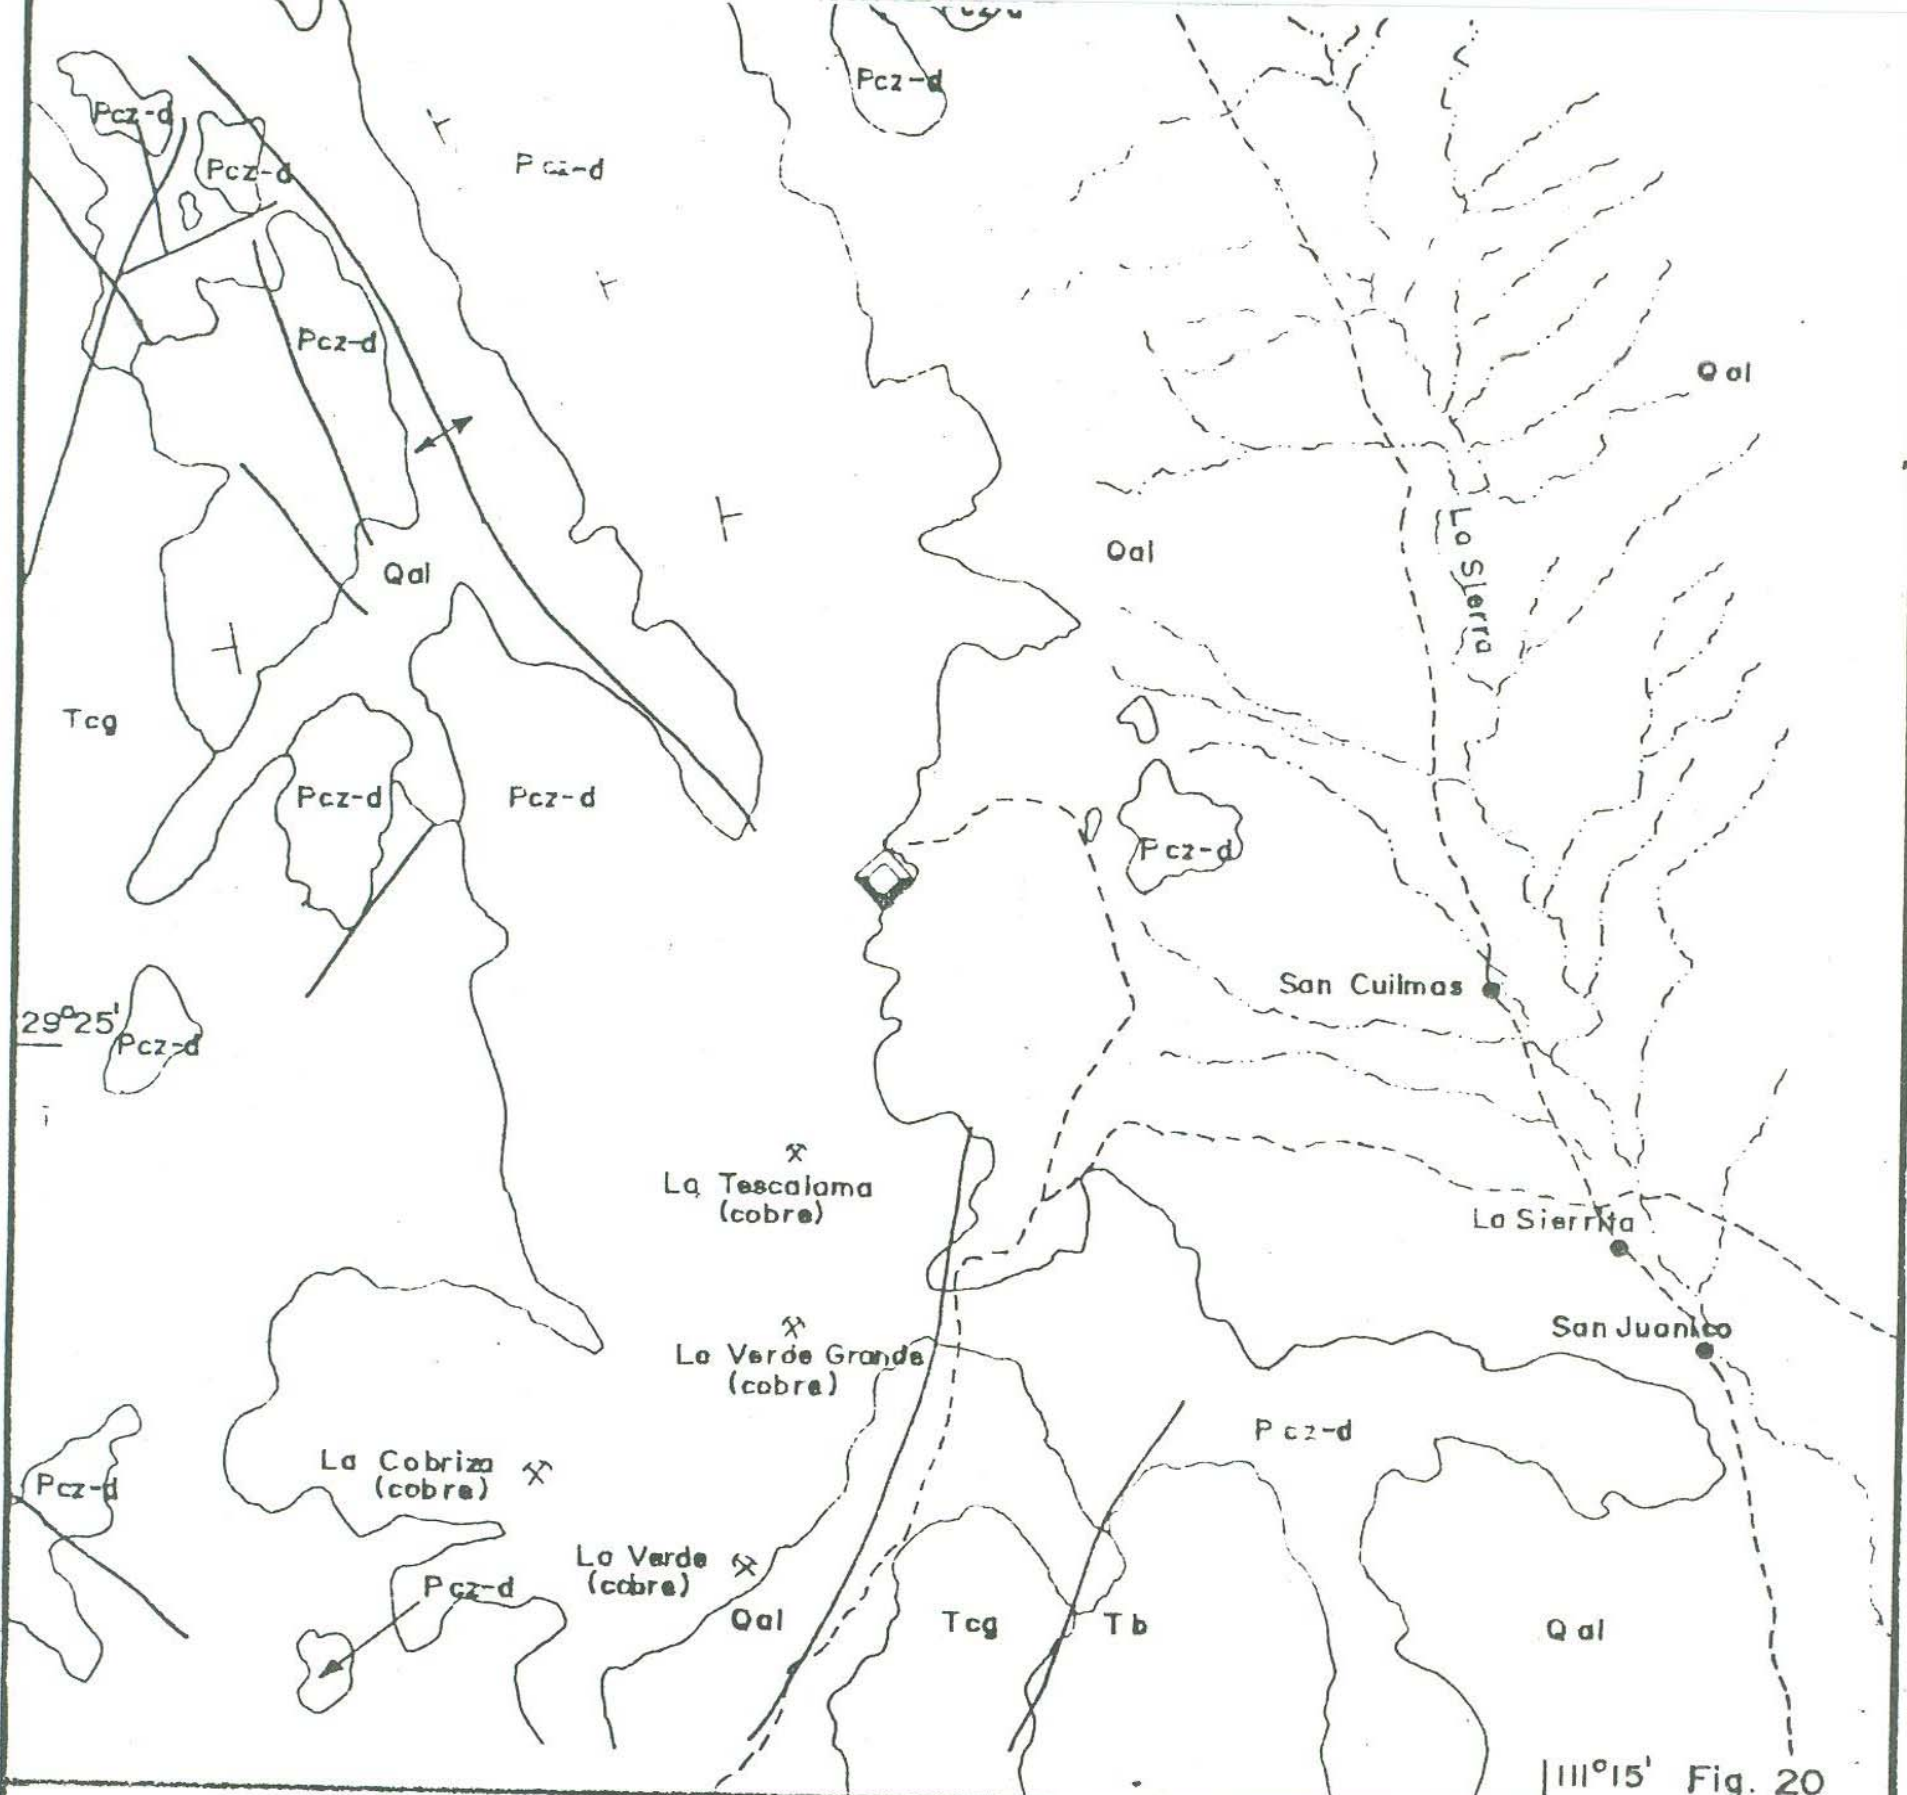 Pcz-d
Pcz-d
Pcz-d
Pcz-d
Pcz-d
Qal
Qal
Qal
La Sierra
Tcg
Pcz-d
Pcz-d
Pcz-d
San Cuilmas
29°25'
Pcz-d
La Tescalama
(cobre)
La Sierrita
San Juanico
La Verde Grande
(cobre)
Pcz-d
La Cobriza
(cobre)
Pcz-d
La Verde
(cobre)
Pcz-d
Qal
Tcg
Tb
Qal
111°15'
Fig. 20